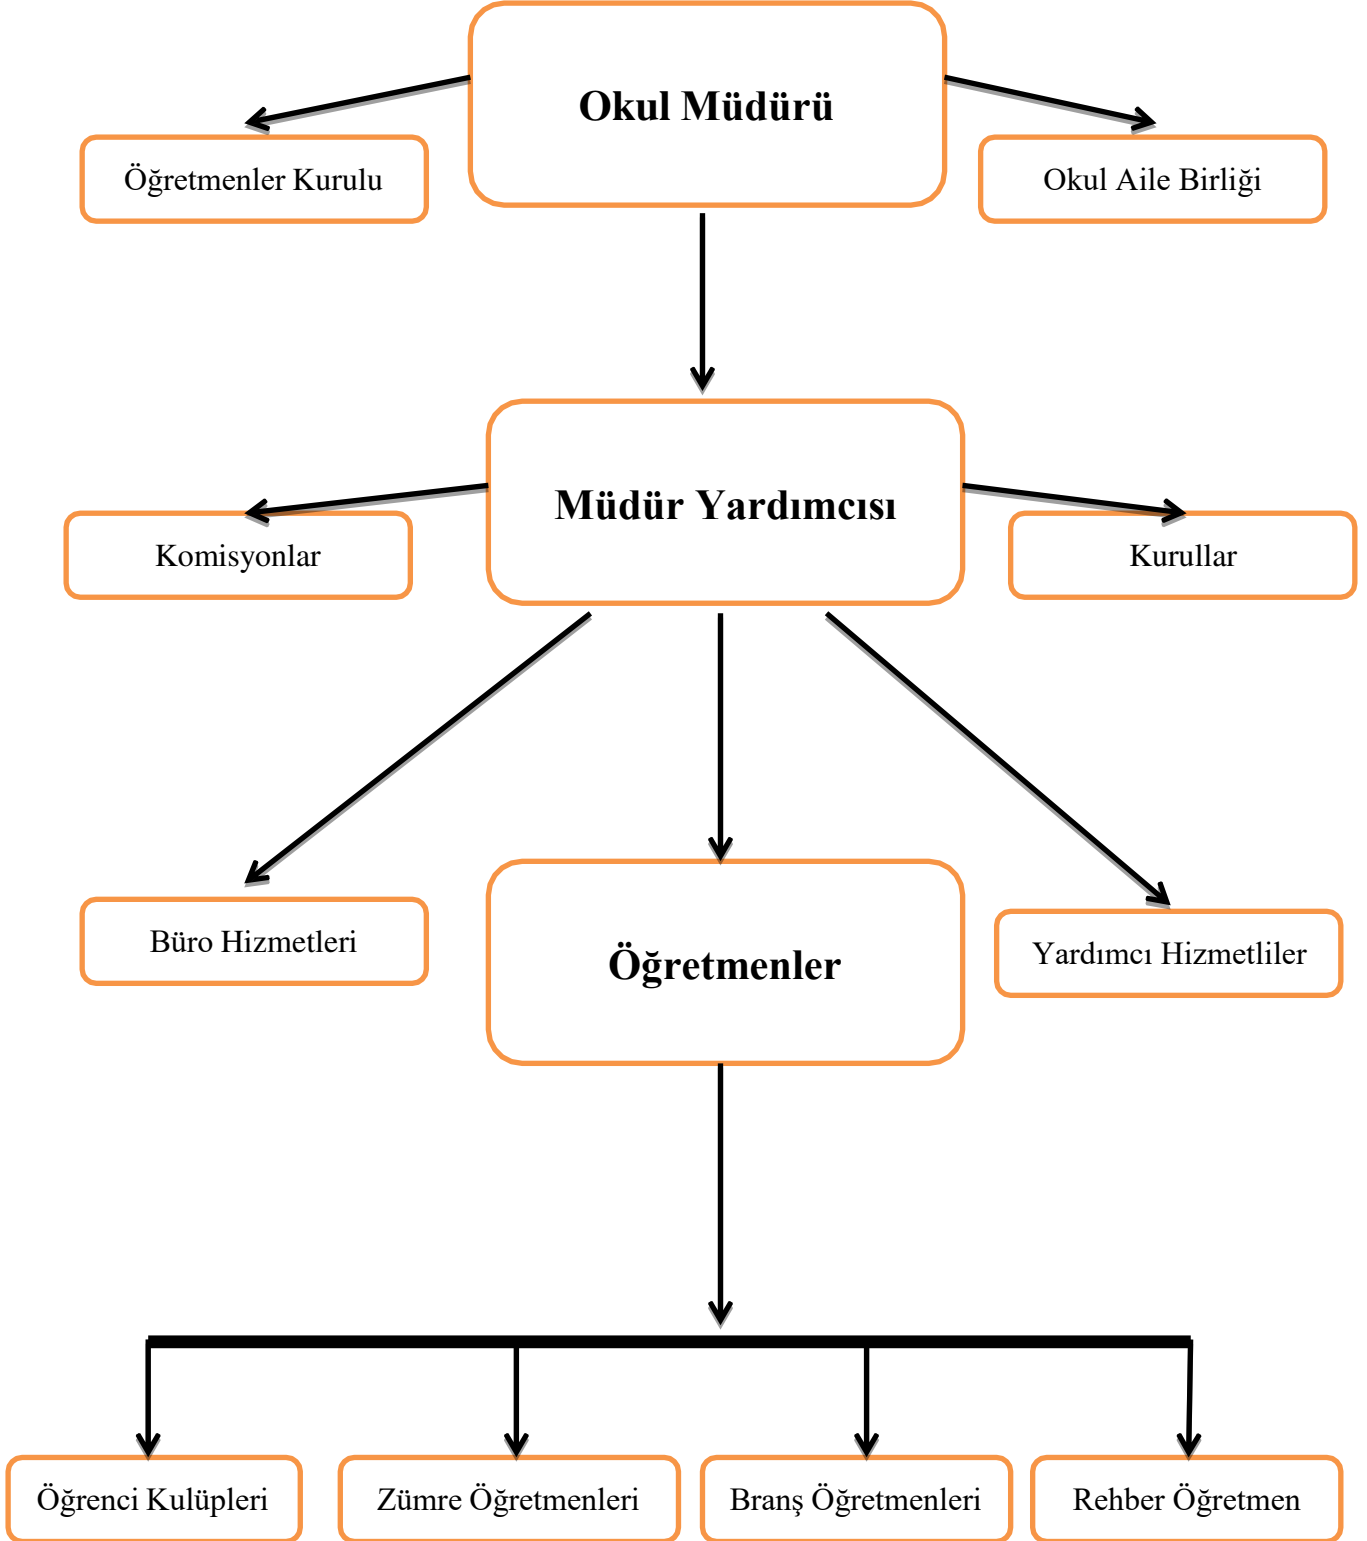 Okul Müdürü
Öğretmenler Kurulu
Okul Aile Birliği
Müdür Yardımcısı
Komisyonlar
Kurullar
Büro Hizmetleri
Öğretmenler
Yardımcı Hizmetliler
Öğrenci Kulüpleri
Zümre Öğretmenleri
Branş Öğretmenleri
Rehber Öğretmen